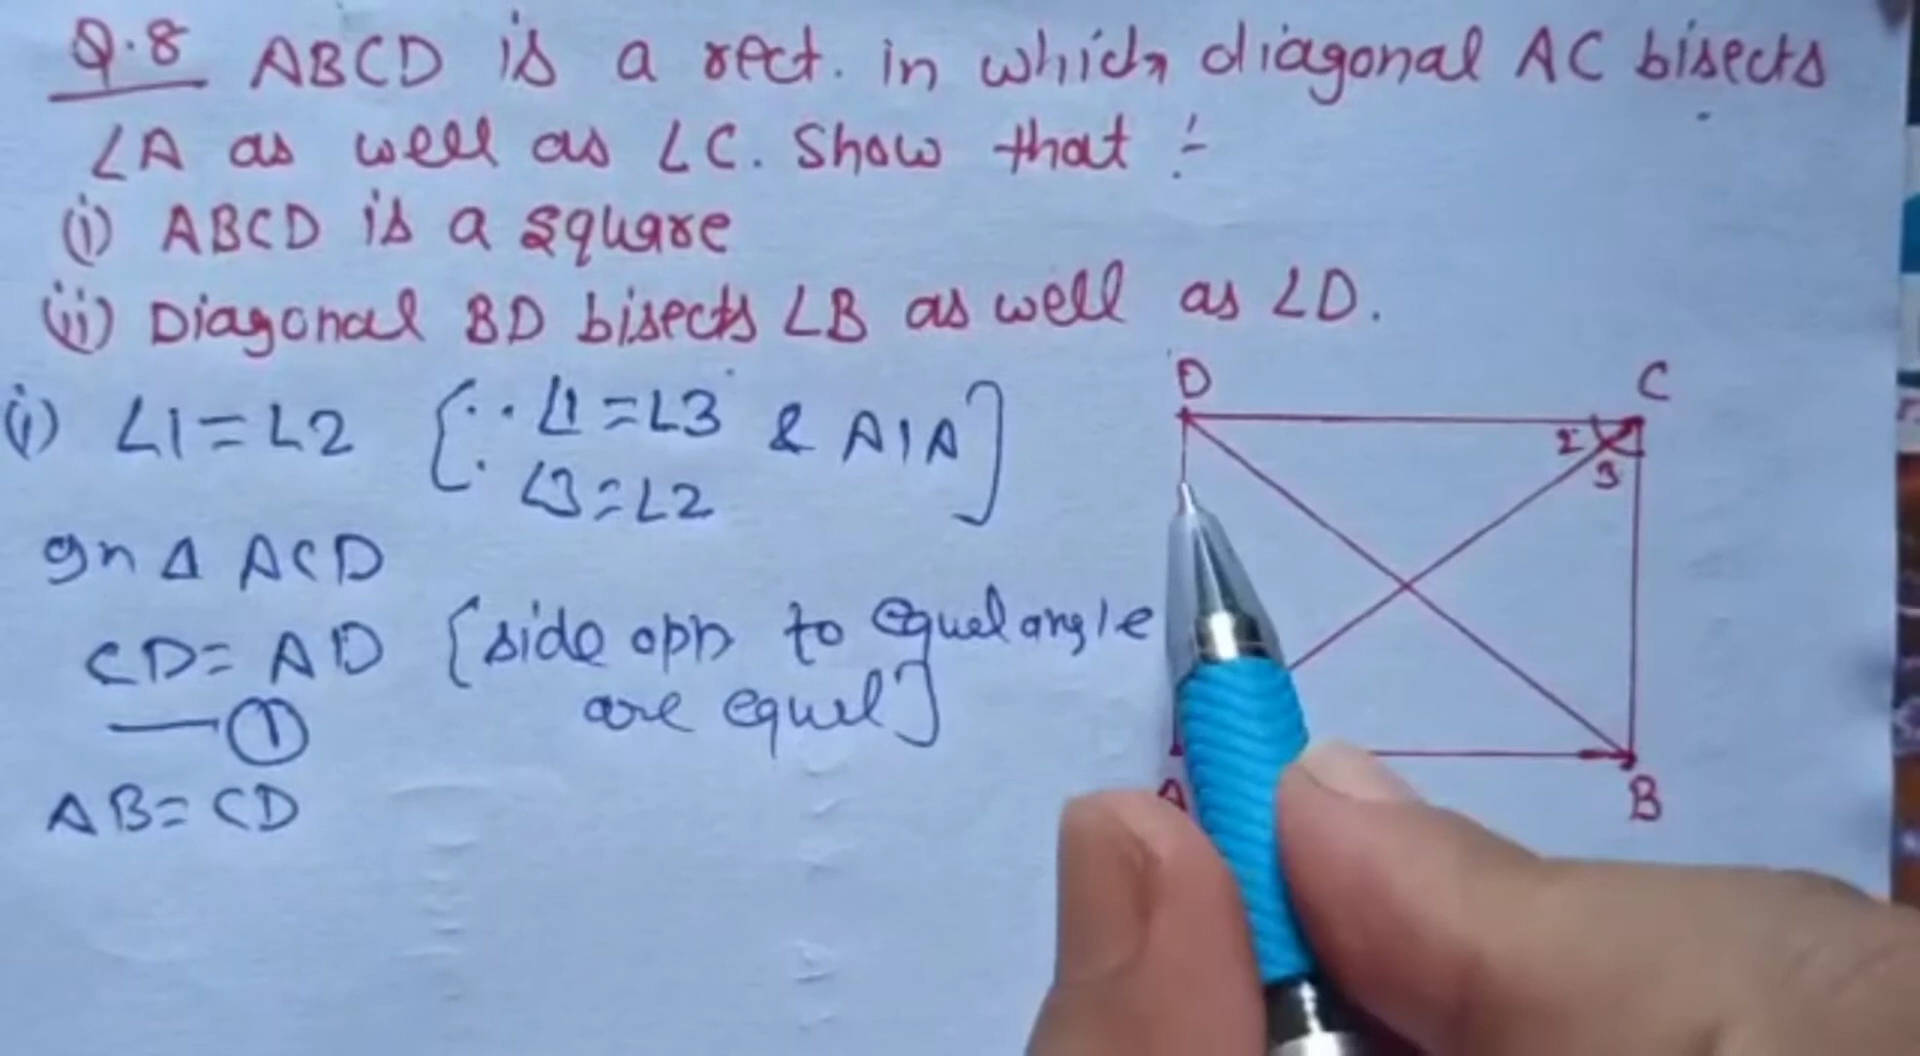 Q.8 ABCD is a rect. in which diagonal AC bisects
∠A as well as ∠C. Show that :-
(i) ABCD is a square
(ii) Diagonal BD bisects ∠B as well as ∠D.
(i) ∠1=∠2 [∵ ∠1=∠3 & AIA]
∠3=∠2
In Δ ACD
CD=AD [side opp to equal angle
are equal]
—①
AB=CD
D C
2
3
A B